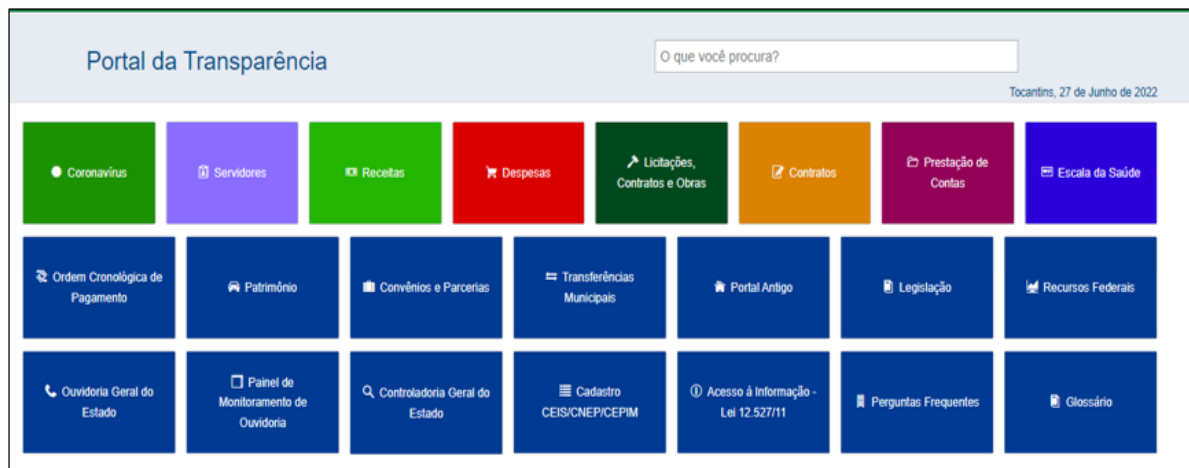 Portal da Transparência
O que você procura?
Tocantins, 27 de Junho de 2022
Coronavírus
Servidores
Receitas
Despesas
Licitações,
Contratos e Obras
Contratos
Prestação de
Contas
Escala da Saúde
Ordem Cronológica de
Pagamento
Patrimônio
Convênios e Parcerias
Transferências
Municipais
Portal Antigo
Legislação
Recursos Federais
Ouvidoria Geral do
Estado
Painel de
Monitoramento de
Ouvidoria
Controladoria Geral do
Estado
Cadastro
CEIS/CNEP/CEPIM
Acesso à Informação -
Lei 12.527/11
Perguntas Frequentes
Glossário